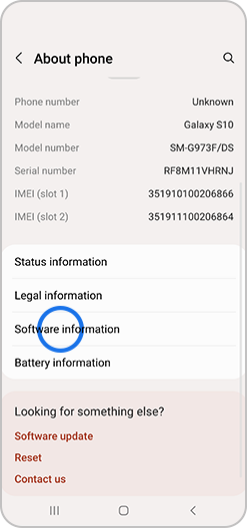 About phone
Phone number Unknown
Model name Galaxy S10
Model number SM-G973F/DS
Serial number RF8M11VHRNJ
IMEI (slot 1) 351910100206866
IMEI (slot 2) 351911100206864
Status information
Legal information
Software information
Battery information
Looking for something else?
Software update
Reset
Contact us